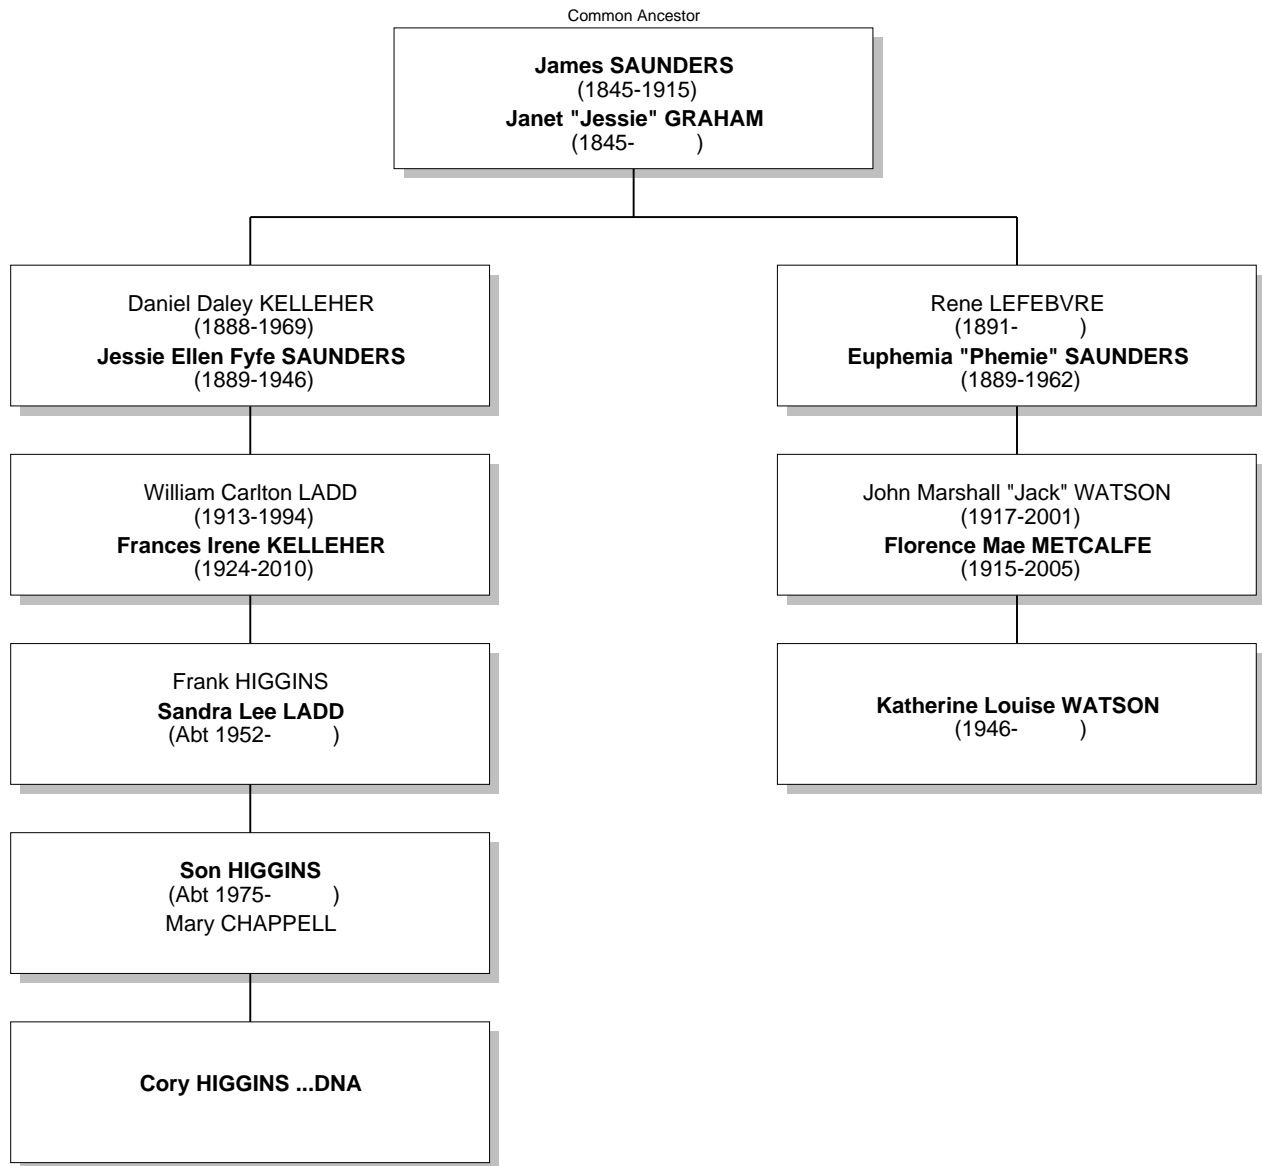 Common Ancestor
James SAUNDERS
(1845-1915)
Janet "Jessie" GRAHAM
(1845-          )
Daniel Daley KELLEHER
(1888-1969)
Jessie Ellen Fyfe SAUNDERS
(1889-1946)
Rene LEFEBVRE
(1891-          )
Euphemia "Phemie" SAUNDERS
(1889-1962)
William Carlton LADD
(1913-1994)
Frances Irene KELLEHER
(1924-2010)
John Marshall "Jack" WATSON
(1917-2001)
Florence Mae METCALFE
(1915-2005)
Frank HIGGINS
Sandra Lee LADD
(Abt 1952-          )
Katherine Louise WATSON
(1946-          )
Son HIGGINS
(Abt 1975-          )
Mary CHAPPELL
Cory HIGGINS ...DNA